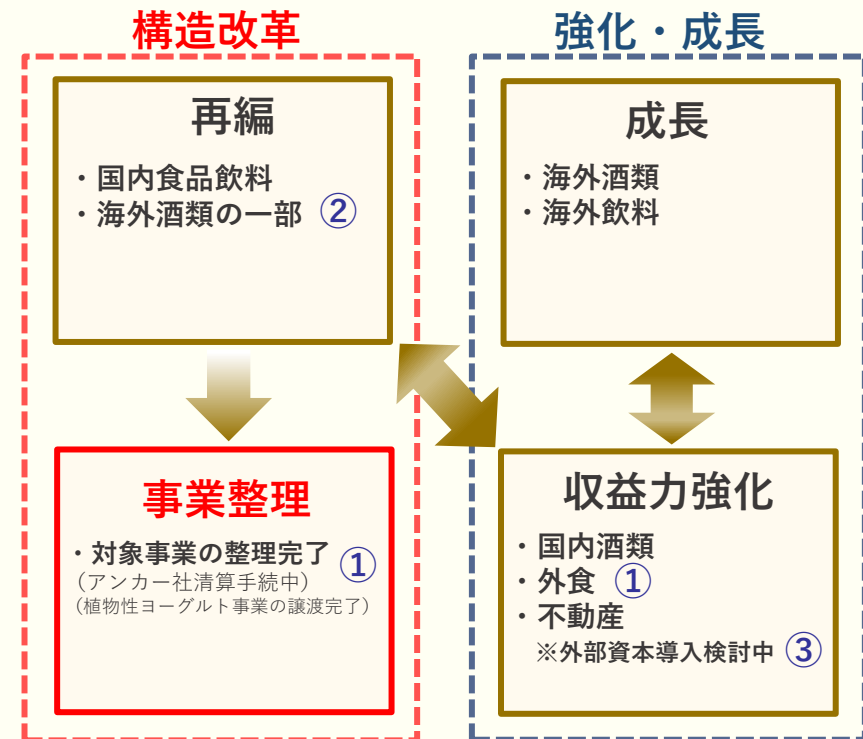 構造改革
再編
・国内食品飲料
・海外酒類の一部 ②
事業整理
・対象事業の整理完了 ①
（アンカー社清算手続中）
(植物性ヨーグルト事業の譲渡完了)
強化・成長
成長
・海外酒類
・海外飲料
収益力強化
・国内酒類
・外食 ①
・不動産
※外部資本導入検討中 ③